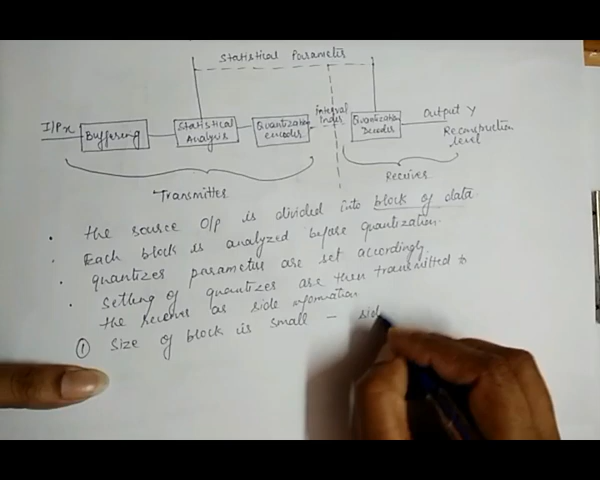 Statistical Parameter
I/P x
Buffering
Statistical
Analysis
Quantization
encoder
interval
Index
Quantization
Decoder
Output Y
Reconstruction
level
Transmitter
Receiver
. the source O/p is divided into block of data.
. Each block is analyzed before quantization.
. quantizer parameters are set accordingly.
. Setting of quantizer are then transmitted to
the receiver as side information
① Size of block is small – sid